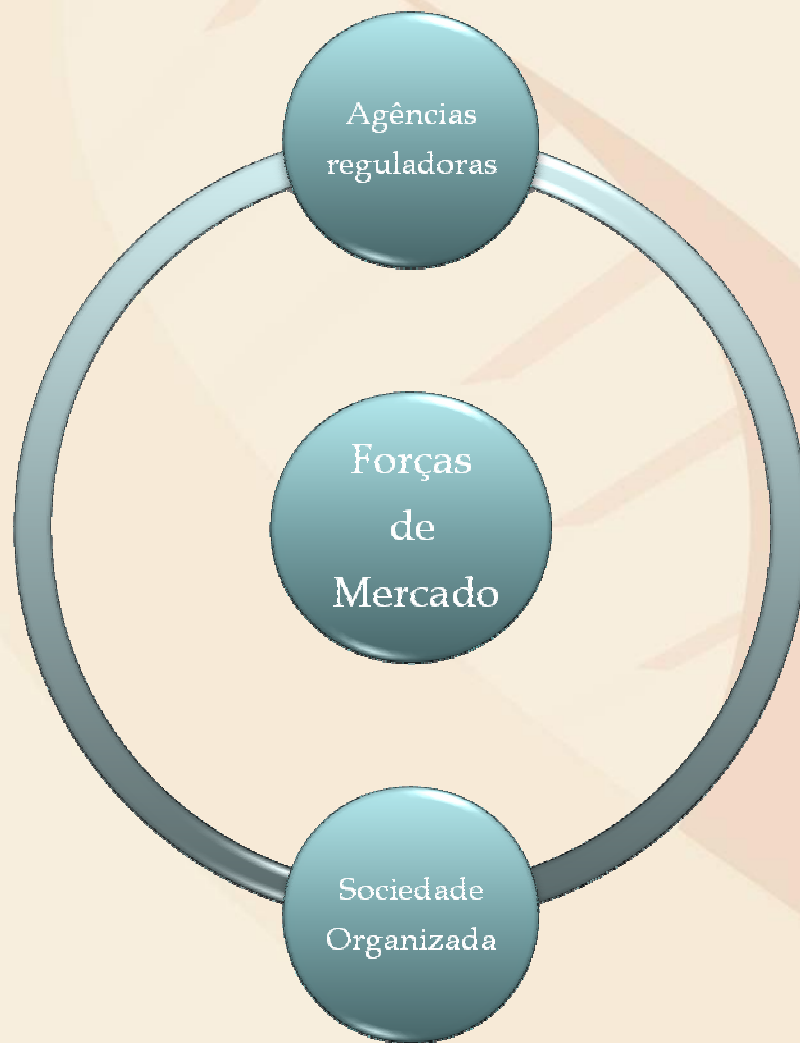 Agências
reguladoras
Forças
de
Mercado
Sociedade
Organizada